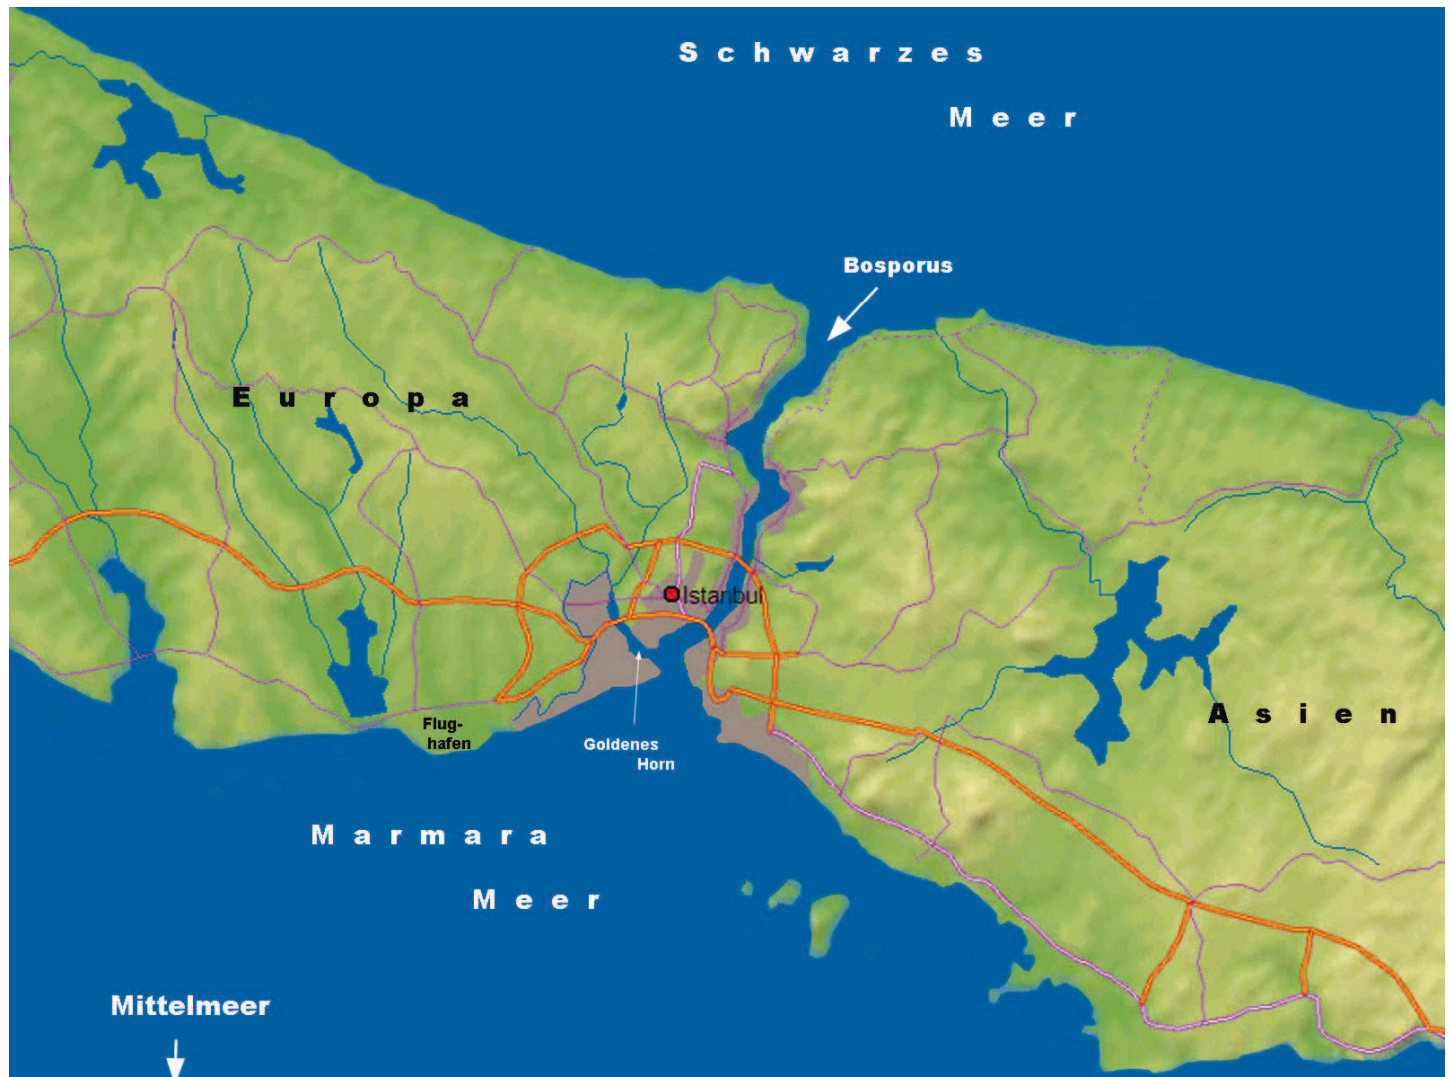 Schwarzes
Meer
Bosporus
Europa
Istanbul
Asien
Flug-
hafen
Goldenes
Horn
Marmara
Meer
Mittelmeer